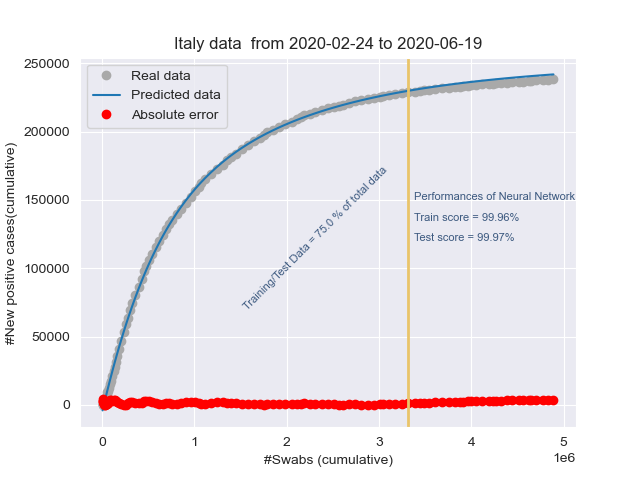 Italy data from 2020-02-24 to 2020-06-19
250000
200000
150000
100000
50000
0
#New positive cases(cumulative)
Real data
Predicted data
Absolute error
Training/Test Data = 75.0 % of total data
Performances of Neural Network
Train score = 99.96%
Test score = 99.97%
0
1
2
3
4
5
1e6
#Swabs (cumulative)